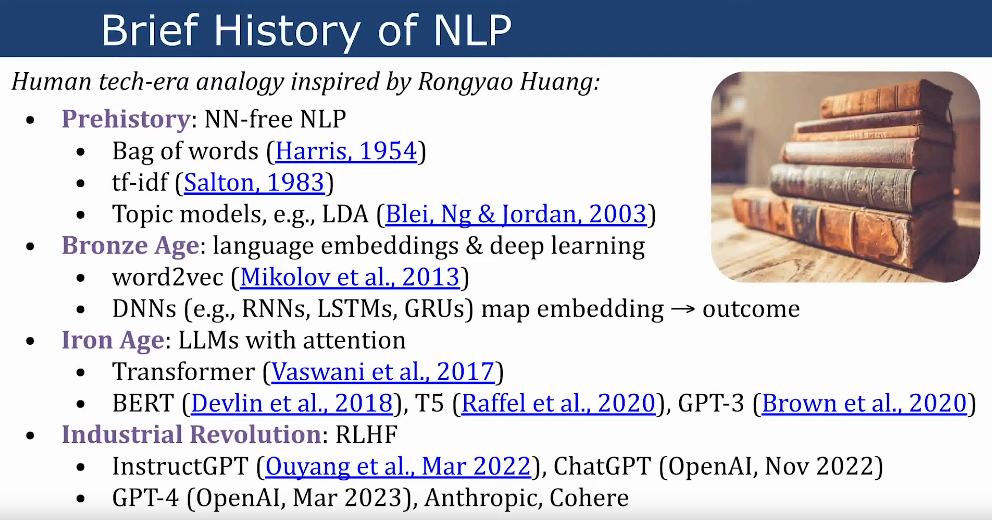 Brief History of NLP
Human tech-era analogy inspired by Rongyao Huang:
• Prehistory: NN-free NLP
• Bag of words (Harris, 1954)
• tf-idf (Salton, 1983)
• Topic models, e.g., LDA (Blei, Ng & Jordan, 2003)
• Bronze Age: language embeddings & deep learning
• word2vec (Mikolov et al., 2013)
• DNNs (e.g., RNNs, LSTMs, GRUs) map embedding → outcome
• Iron Age: LLMs with attention
• Transformer (Vaswani et al., 2017)
• BERT (Devlin et al., 2018), T5 (Raffel et al., 2020), GPT-3 (Brown et al., 2020)
• Industrial Revolution: RLHF
• InstructGPT (Ouyang et al., Mar 2022), ChatGPT (OpenAI, Nov 2022)
• GPT-4 (OpenAI, Mar 2023), Anthropic, Cohere